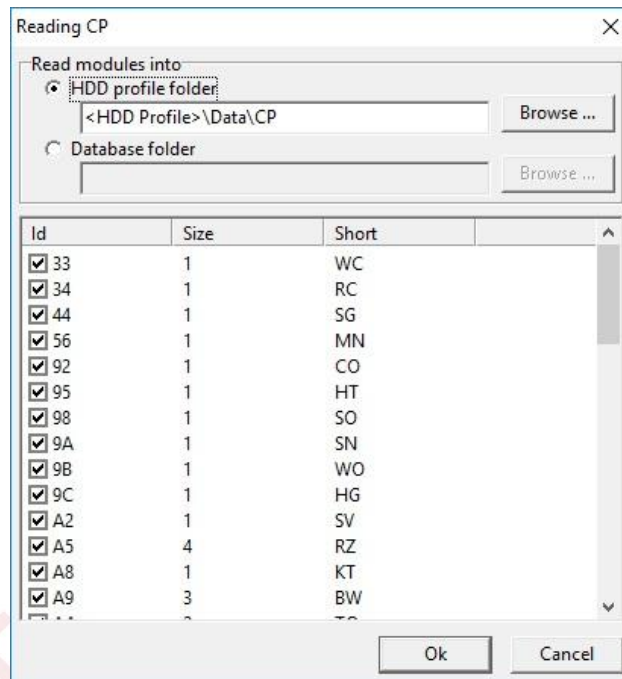 Reading CP
Read modules into
HDD profile folder
<HDD Profile>\Data\CP
Browse ...
Database folder
Browse ...
Id Size Short
33 1 WC
34 1 RC
44 1 SG
56 1 MN
92 1 CO
95 1 HT
98 1 SO
9A 1 SN
9B 1 WO
9C 1 HG
A2 1 SV
A5 4 RZ
A8 1 KT
A9 3 BW
Ok Cancel